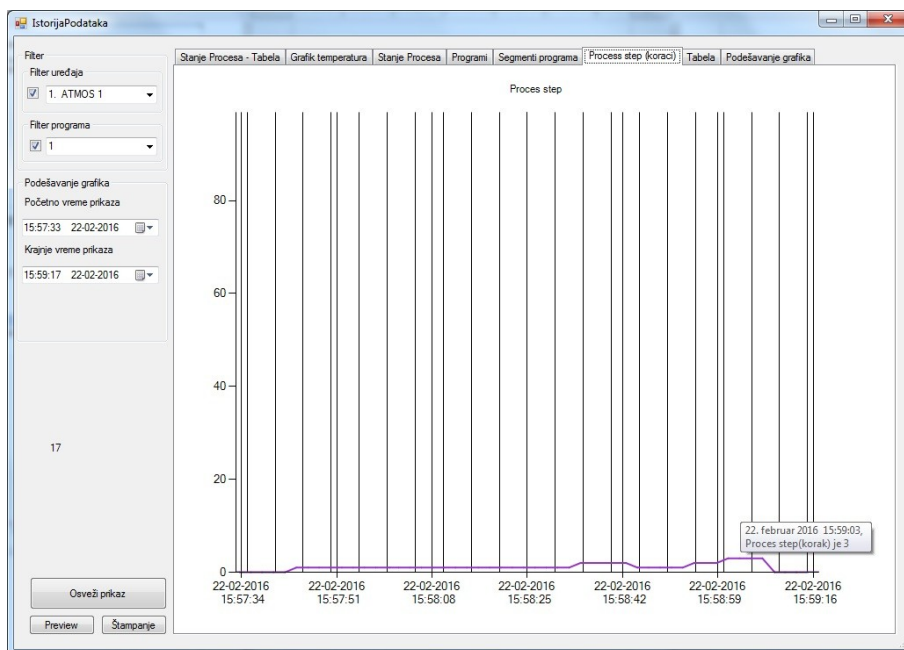 IstorijaPodataka
Filter
Filter uređaja
1. ATMOS 1
Filter programa
1
Podešavanje grafika
Početno vreme prikaza
15:57:33 22-02-2016
Krajnje vreme prikaza
15:59:17 22-02-2016
17
Osveži prikaz
Preview
Štampanje
Stanje Procesa - Tabela
Grafik temperatura
Stanje Procesa
Programi
Segmenti programa
Process step (koraci)
Tabela
Podešavanje grafika
Proces step
80
60
40
20
0
22. februar 2016 15:59:03,
Proces step(korak) je 3
22-02-2016 22-02-2016 22-02-2016 22-02-2016 22-02-2016 22-02-2016 22-02-2016
15:57:34 15:57:51 15:58:08 15:58:25 15:58:42 15:58:59 15:59:16